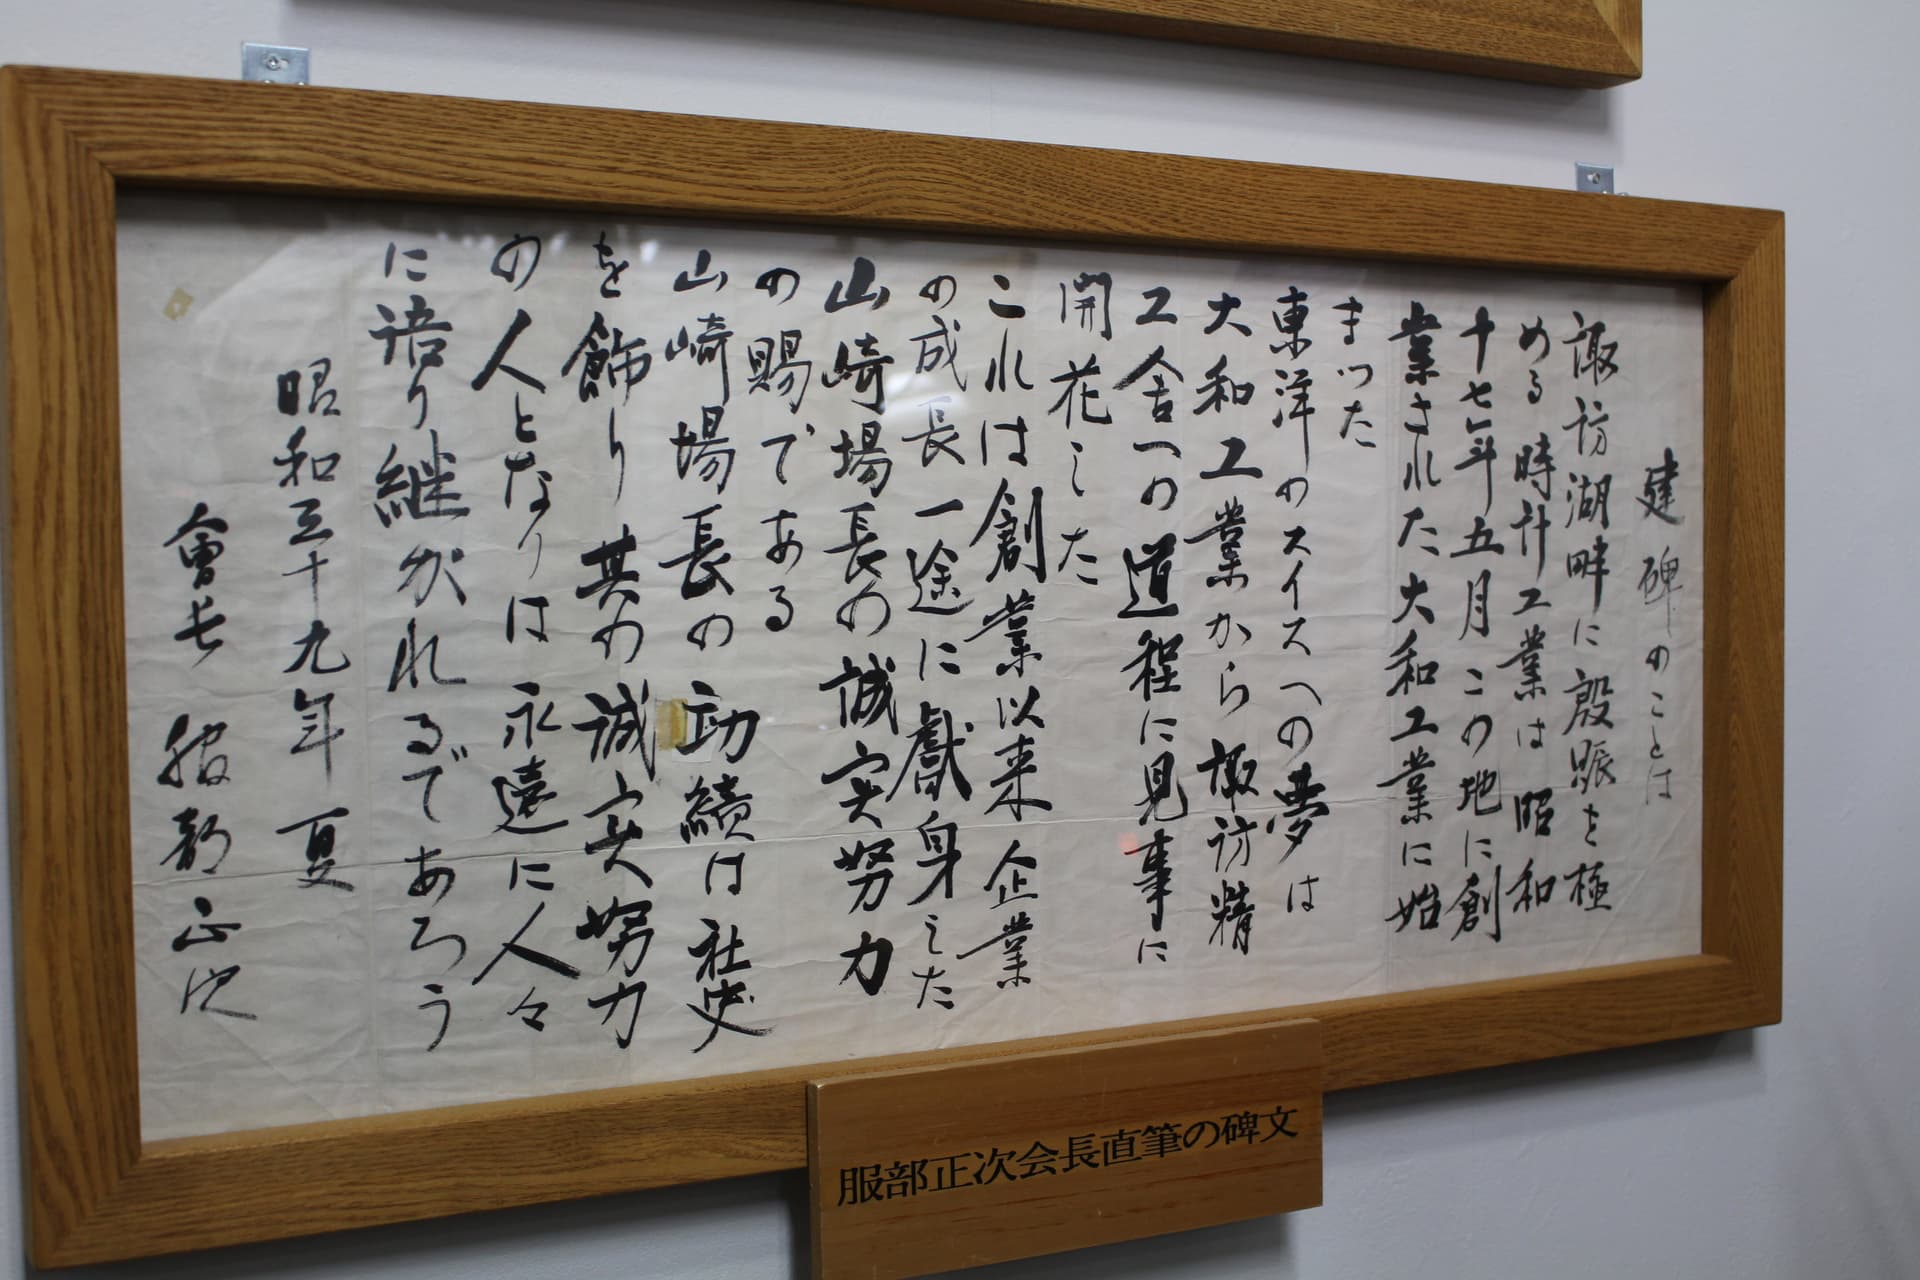 建碑のことは
諏訪湖畔に殷賑を極
める時計工業は昭和
十七年五月この地に創
業された大和工業に始
まった
東洋のスイスへの夢は
大和工業から諏訪精
工舎への道程に見事に
開花した
これは創業以来企業
の成長一途に献身した
山崎場長の誠実努力
の賜である
山崎場長の功績は社史
を飾り其の誠実努力
の人となりは永遠に人々
に語り継がれるであろう
昭和五十九年夏
會長 服部正次
服部正次会長直筆の碑文